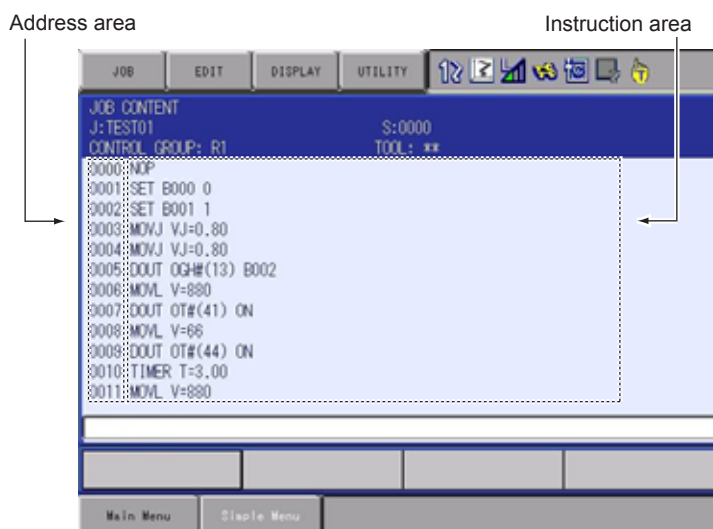 Address area
Instruction area
JOB EDIT DISPLAY UTILITY
JOB CONTENT
J:TEST01 S:0000
CONTROL GROUP: R1 TOOL: **
0000 NOP
0001 SET B000 0
0002 SET B001 1
0003 MOVJ VJ=0.80
0004 MOVJ VJ=0.80
0005 DOUT OGH#(13) B002
0006 MOVL V=880
0007 DOUT OT#(41) ON
0008 MOVL V=66
0009 DOUT OT#(44) ON
0010 TIMER T=3.00
0011 MOVL V=880
Main Menu Simple Menu